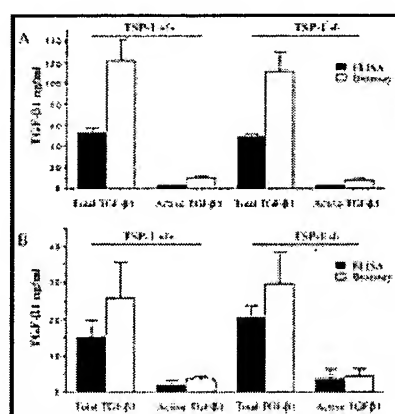 A
TSP-1 +/+ TSP-1 -/-
ELISA
Bioassay
TGF-β1 ng/ml
Total TGF-β1 Active TGF-β1 Total TGF-β1 Active TGF-β1
B
TSP-1 +/+ TSP-1 -/-
ELISA
Bioassay
TGF-β1 ng/ml
Total TGF-β1 Active TGF-β1 Total TGF-β1 Active TGF-β1